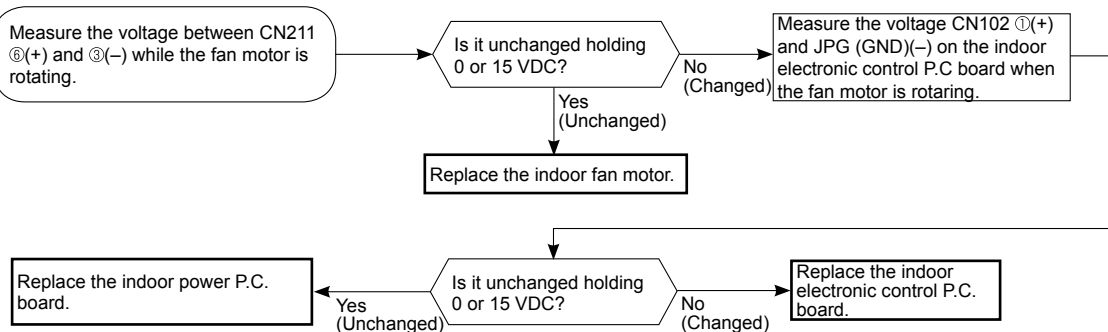 Measure the voltage between CN211
⑥(+) and ③(–) while the fan motor is
rotating.
Is it unchanged holding
0 or 15 VDC?
No
(Changed)
Measure the voltage CN102 ①(+)
and JPG (GND)(–) on the indoor
electronic control P.C board when
the fan motor is rotaring.
Yes
(Unchanged)
Replace the indoor fan motor.
Is it unchanged holding
0 or 15 VDC?
Yes
(Unchanged)
Replace the indoor power P.C.
board.
No
(Changed)
Replace the indoor
electronic control P.C.
board.